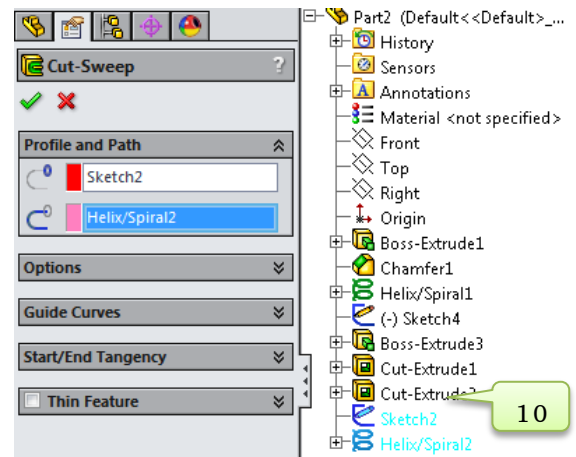 Cut-Sweep ?
Profile and Path
Sketch2
Helix/Spiral2
Options
Guide Curves
Start/End Tangency
Thin Feature
Part2 (Default<<Default>_...
History
Sensors
Annotations
Material <not specified>
Front
Top
Right
Origin
Boss-Extrude1
Chamfer1
Helix/Spiral1
(-) Sketch4
Boss-Extrude3
Cut-Extrude1
Cut-Extrude2
10
Sketch2
Helix/Spiral2